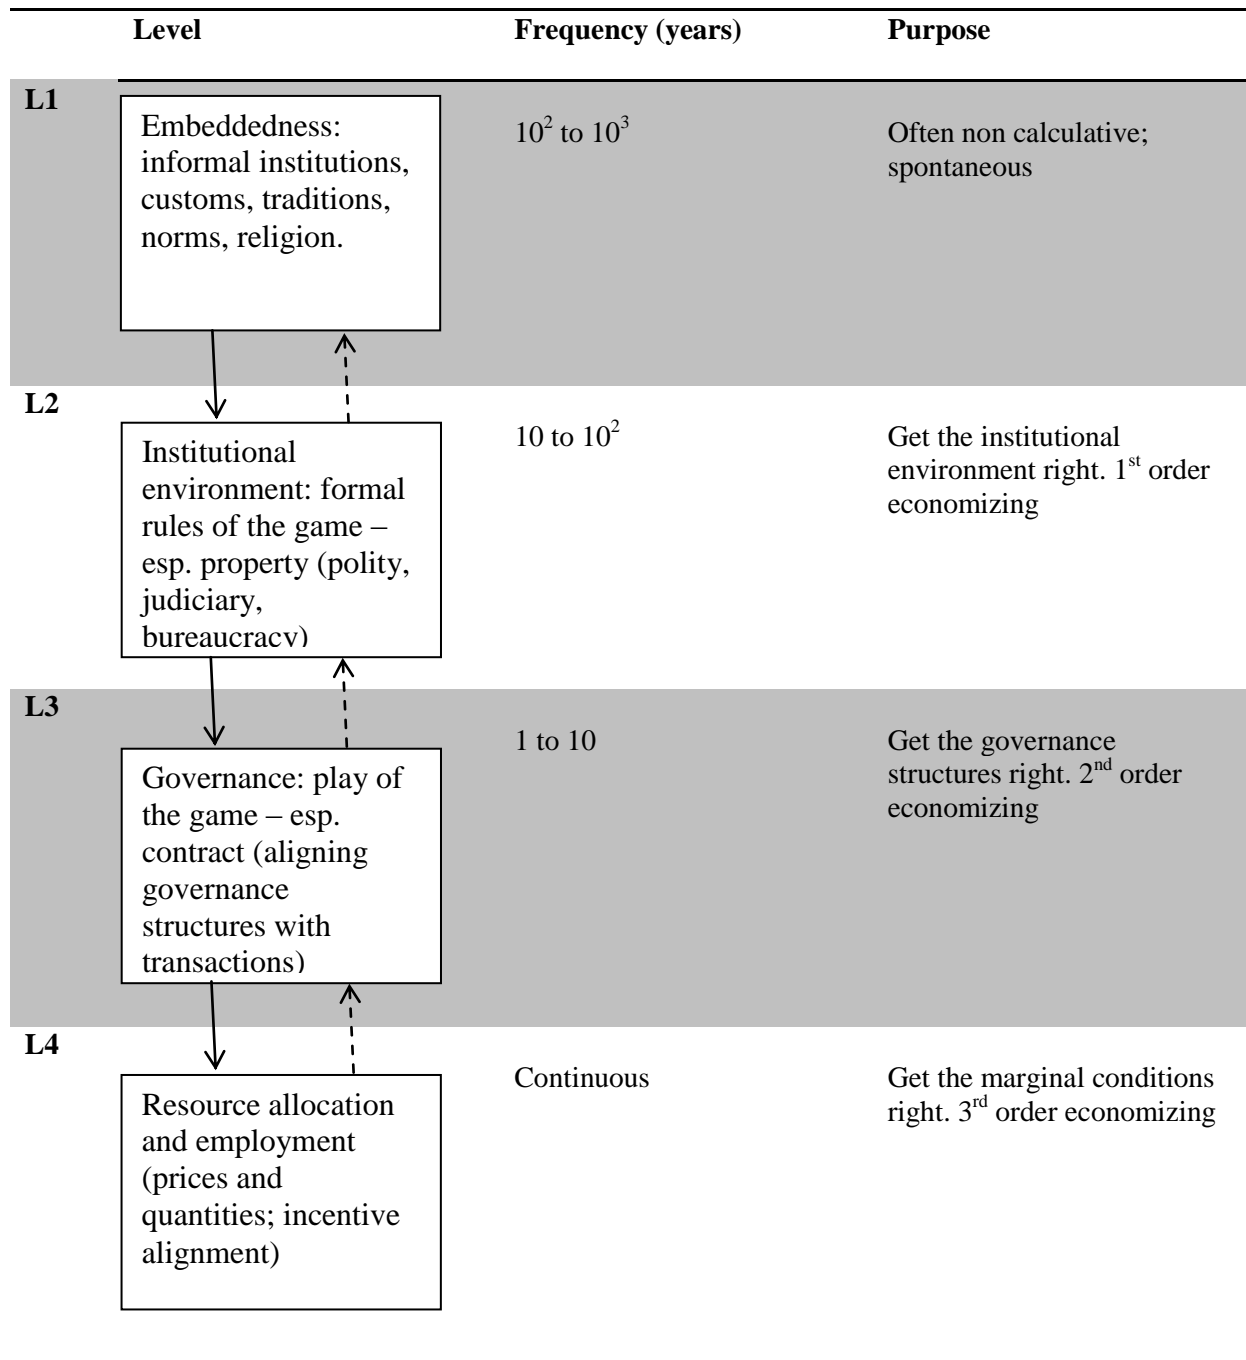 Level Frequency (years) Purpose
L1
Embeddedness:
informal institutions,
customs, traditions,
norms, religion.
10² to 10³
Often non calculative;
spontaneous
L2
Institutional
environment: formal
rules of the game –
esp. property (polity,
judiciary,
bureaucracy)
10 to 10²
Get the institutional
environment right. 1st order
economizing
L3
Governance: play of
the game – esp.
contract (aligning
governance
structures with
transactions)
1 to 10
Get the governance
structures right. 2nd order
economizing
L4
Resource allocation
and employment
(prices and
quantities; incentive
alignment)
Continuous
Get the marginal conditions
right. 3rd order economizing